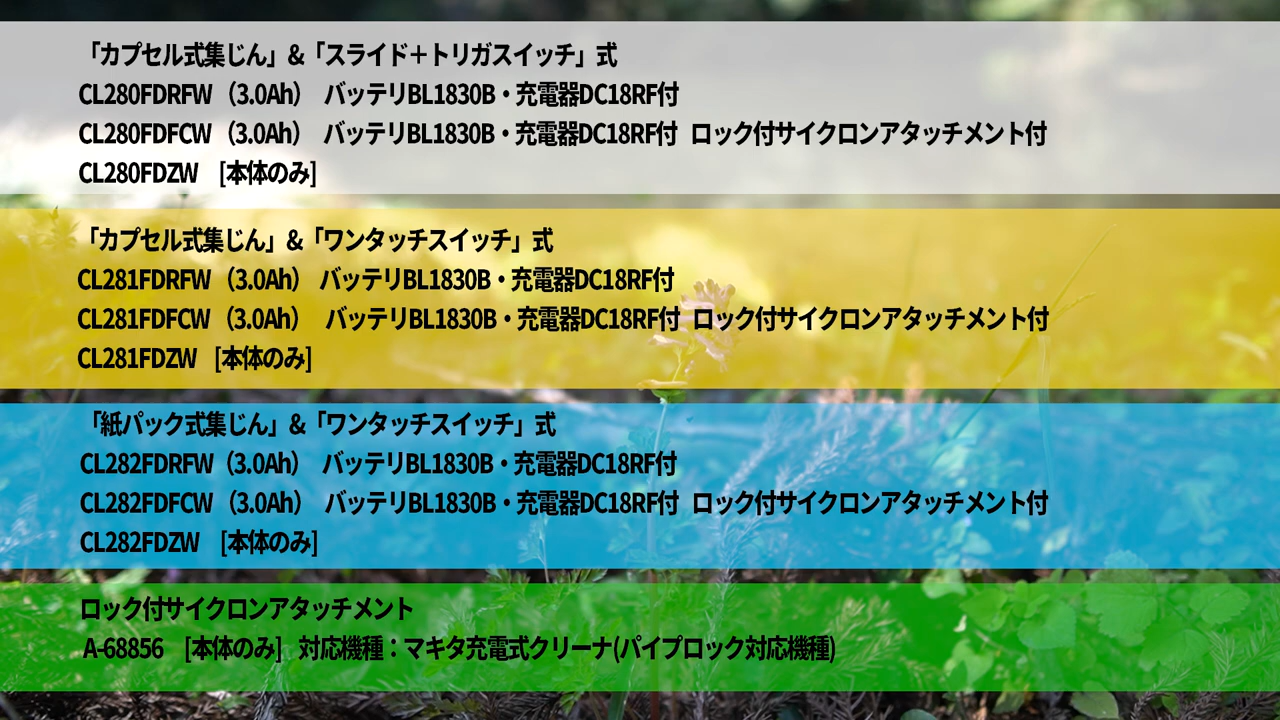 「カプセル式集じん」&「スライド＋トリガスイッチ」式
CL280FDRFW（3.0Ah） バッテリBL1830B・充電器DC18RF付
CL280FDFCW（3.0Ah） バッテリBL1830B・充電器DC18RF付 ロック付サイクロンアタッチメント付
CL280FDZW [本体のみ]
「カプセル式集じん」&「ワンタッチスイッチ」式
CL281FDRFW（3.0Ah） バッテリBL1830B・充電器DC18RF付
CL281FDFCW（3.0Ah） バッテリBL1830B・充電器DC18RF付 ロック付サイクロンアタッチメント付
CL281FDZW [本体のみ]
「紙パック式集じん」&「ワンタッチスイッチ」式
CL282FDRFW（3.0Ah） バッテリBL1830B・充電器DC18RF付
CL282FDFCW（3.0Ah） バッテリBL1830B・充電器DC18RF付 ロック付サイクロンアタッチメント付
CL282FDZW [本体のみ]
ロック付サイクロンアタッチメント
A-68856 [本体のみ] 対応機種：マキタ充電式クリーナ(パイプロック対応機種)